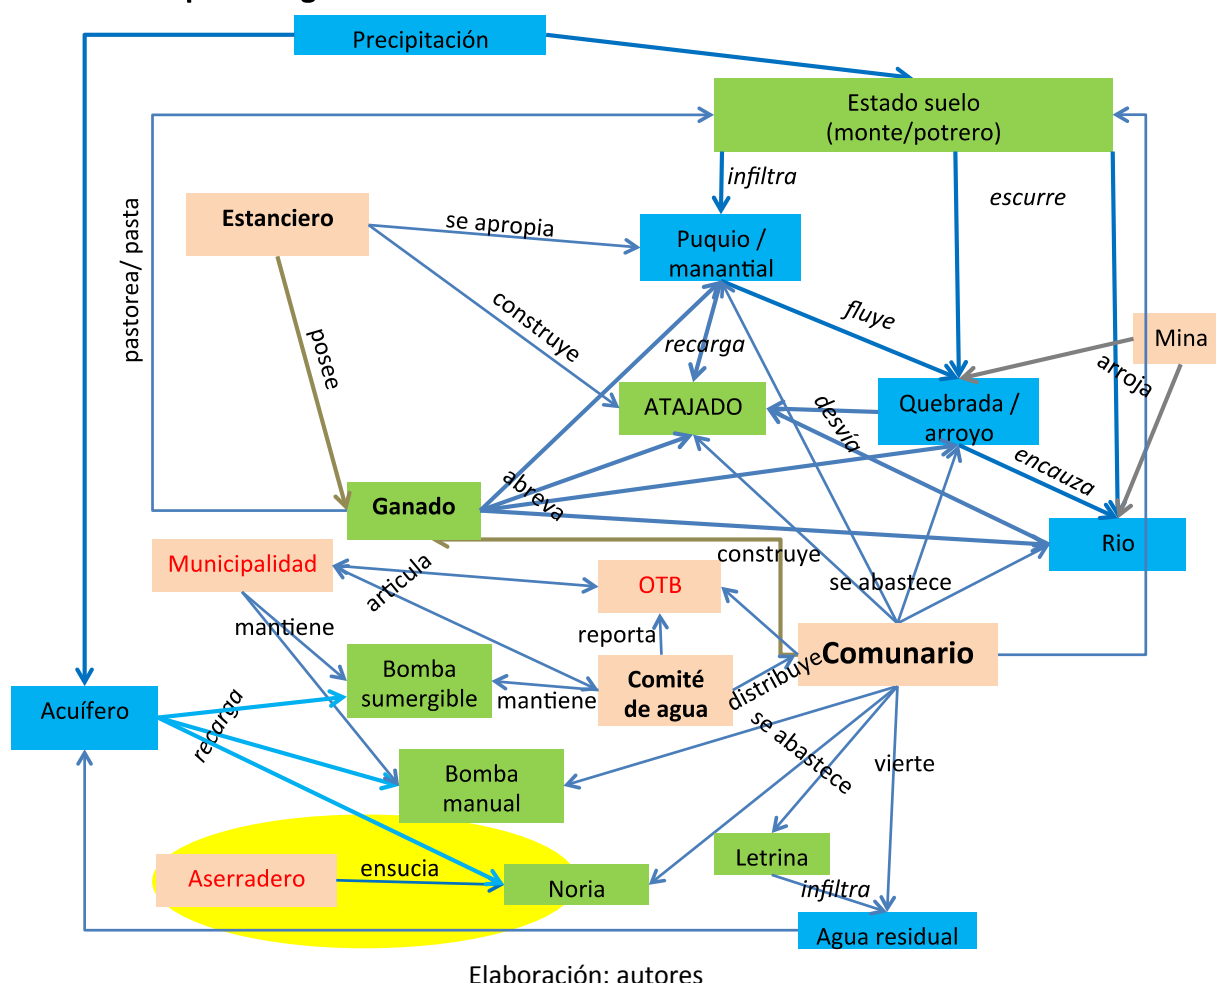 Precipitación
Estado suelo
(monte/potrero)
infiltra
escurre
pastorea/ pasta
Estanciero
se apropia
Puquio /
manantial
construye
posee
recarga
fluye
Mina
arroja
ATAJADO
desvía
Quebrada /
arroyo
encauza
abreva
Ganado
Rio
construye
se abastece
Municipalidad
articula
OTB
mantiene
reporta
Comunario
Bomba
sumergible
mantiene
Comité
de agua
distribuye
Acuífero
recarga
se abastece
vierte
Bomba
manual
Letrina
Aserradero
ensucia
Noria
infiltra
Agua residual
Elaboración: autores